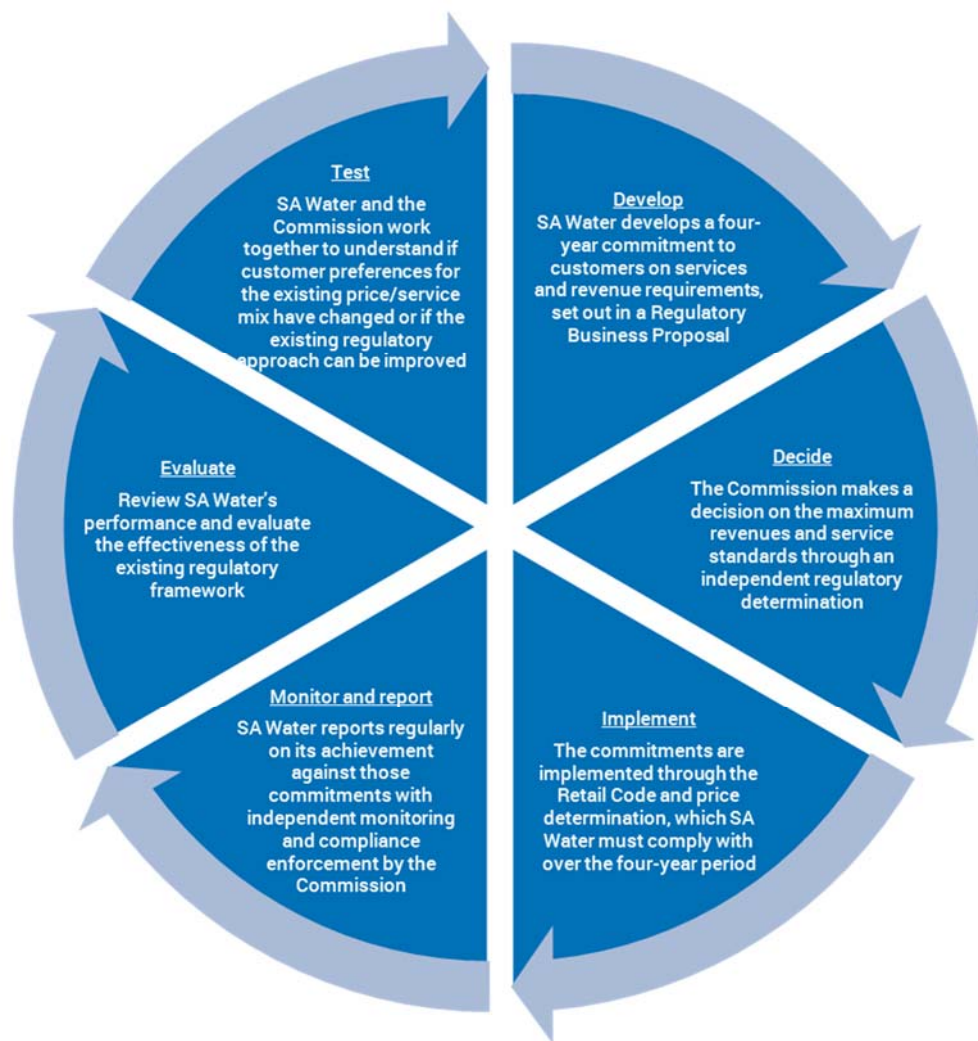 Test
SA Water and the
Commission work
together to understand if
customer preferences for
the existing price/service
mix have changed or if the
existing regulatory
approach can be improved
Develop
SA Water develops a four-
year commitment to
customers on services
and revenue requirements,
set out in a Regulatory
Business Proposal
Decide
The Commission makes a
decision on the maximum
revenues and service
standards through an
independent regulatory
determination
Implement
The commitments are
implemented through the
Retail Code and price
determination, which SA
Water must comply with
over the four-year period
Monitor and report
SA Water reports regularly
on its achievement
against those
commitments with
independent monitoring
and compliance
enforcement by the
Commission
Evaluate
Review SA Water's
performance and evaluate
the effectiveness of the
existing regulatory
framework